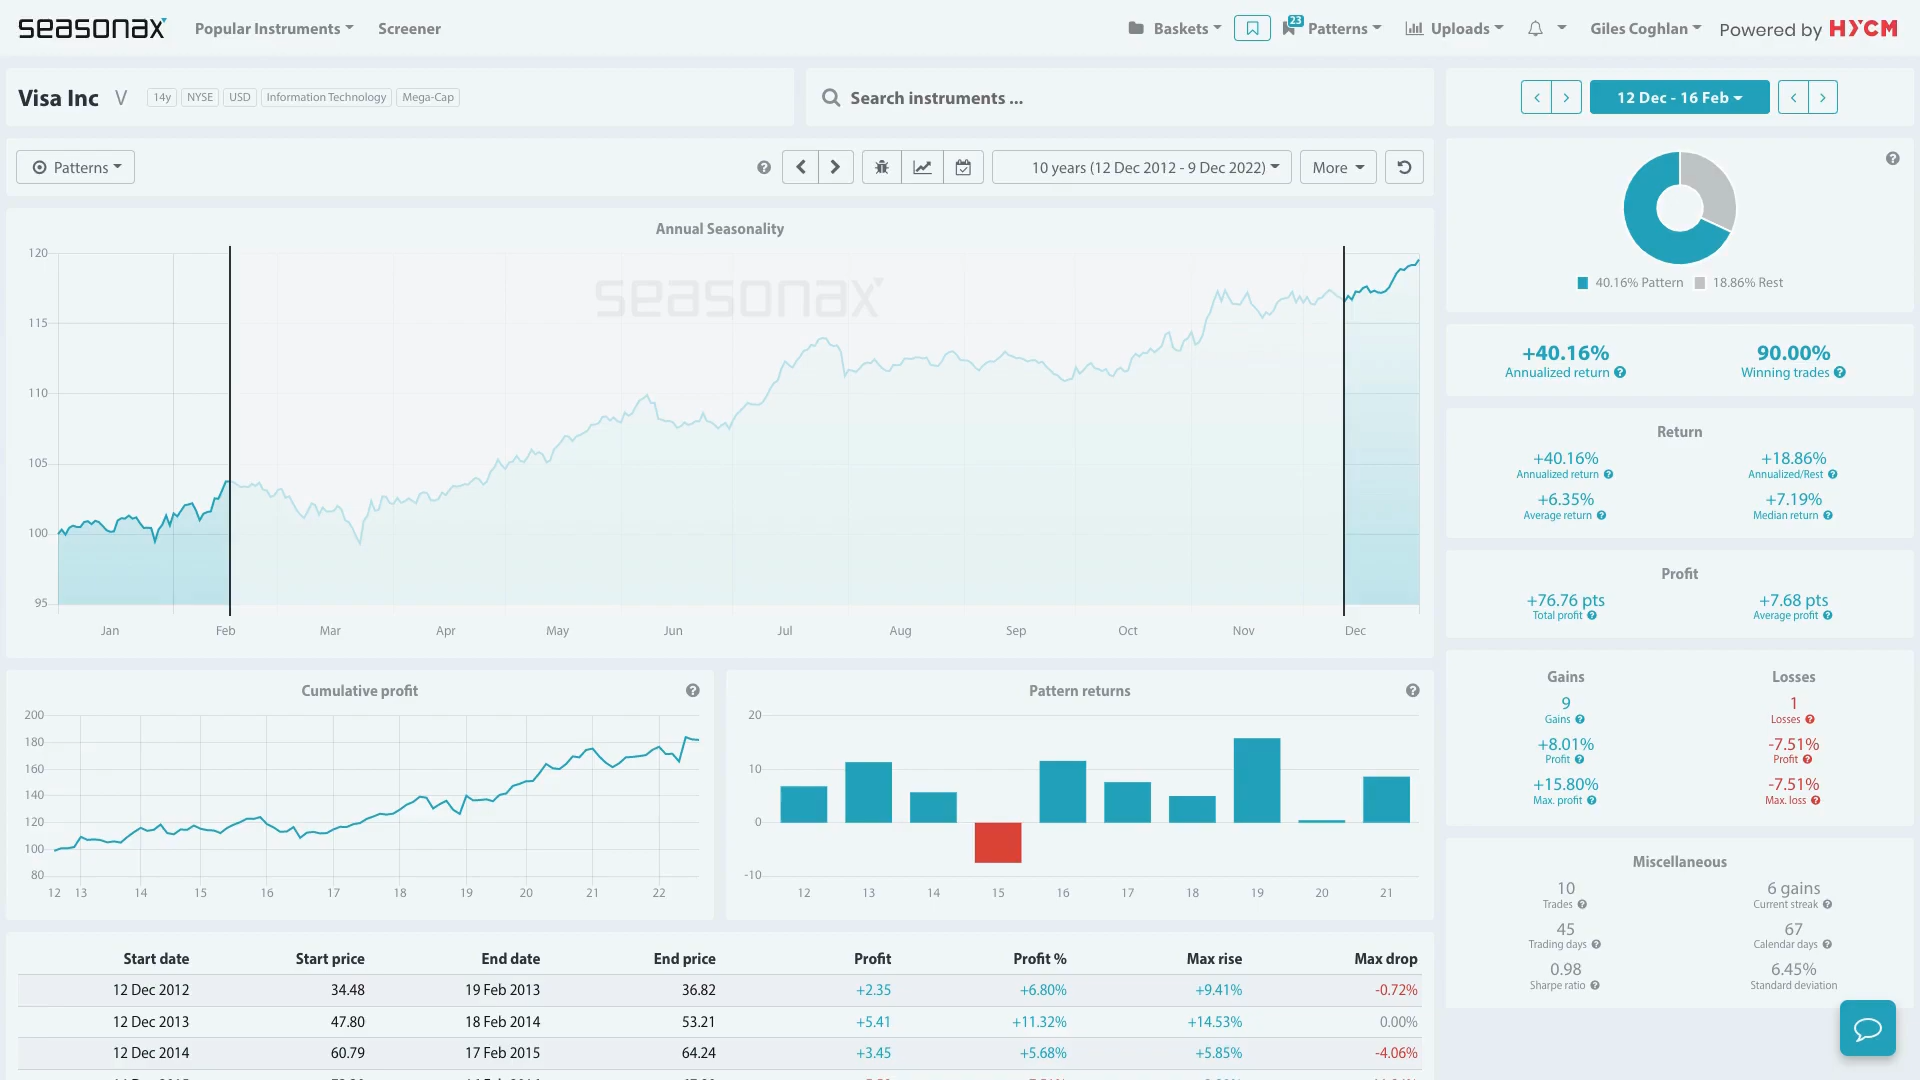 seasonax Popular Instruments Screener Baskets 23 Patterns Uploads Giles Coghlan Powered by HYCM
Visa Inc V 14y NYSE USD Information Technology Mega-Cap
Search instruments ...
12 Dec - 16 Feb
Patterns
10 years (12 Dec 2012 - 9 Dec 2022) More
Annual Seasonality
seasonax
120
115
110
105
100
95
Jan Feb Mar Apr May Jun Jul Aug Sep Oct Nov Dec
40.16% Pattern 18.86% Rest
+40.16% 90.00%
Annualized return Winning trades
Return
+40.16% +18.86%
Annualized return Annualized/Rest
+6.35% +7.19%
Average return Median return
Profit
+76.76 pts +7.68 pts
Total profit Average profit
Gains Losses
9 1
Gains Losses
+8.01% -7.51%
Profit Profit
+15.80% -7.51%
Max. profit Max. loss
Miscellaneous
10 6 gains
Trades Current streak
45 67
Trading days Calendar days
0.98 6.45%
Sharpe ratio Standard deviation
Cumulative profit
200
180
160
140
120
100
80
12 13 14 15 16 17 18 19 20 21 22
Pattern returns
20
10
0
-10
12 13 14 15 16 17 18 19 20 21
Start date Start price End date End price Profit Profit % Max rise Max drop
12 Dec 2012 34.48 19 Feb 2013 36.82 +2.35 +6.80% +9.41% -0.72%
12 Dec 2013 47.80 18 Feb 2014 53.21 +5.41 +11.32% +14.53% 0.00%
12 Dec 2014 60.79 17 Feb 2015 64.24 +3.45 +5.68% +5.85% -4.06%